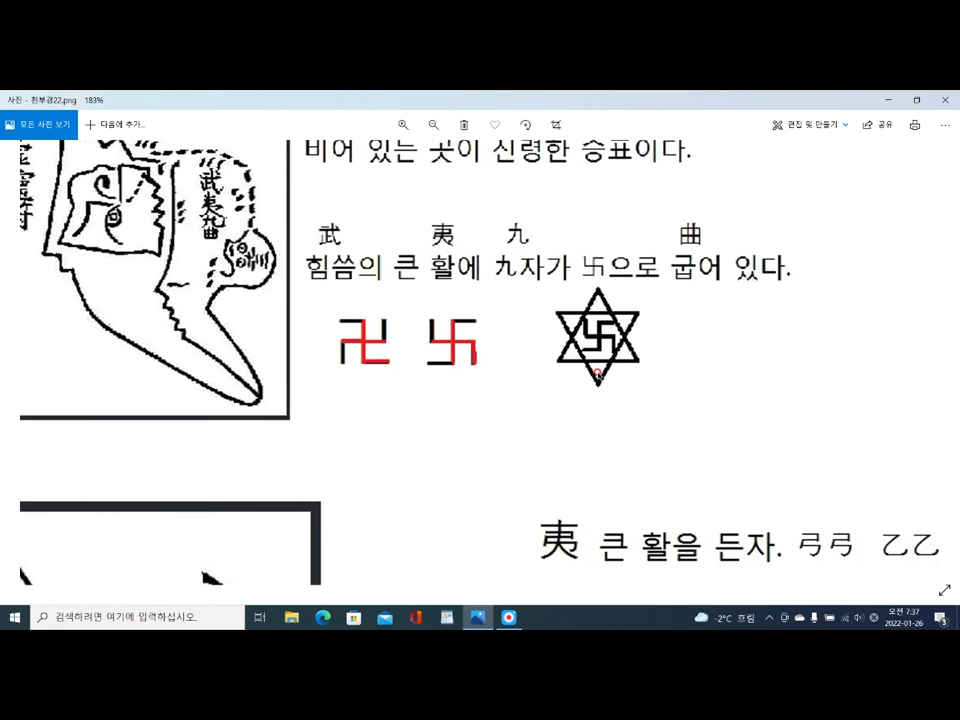 사진 - 천부경22.png 183%
모든 사진 보기
다음에 추가...
편집 및 만들기
공유
비어 있는 곳이 신령한 증표이다.
武夷九曲
武 夷 九 曲
힘씀의 큰 활에 九자가 卐으로 굽어 있다.
卍 卐
卐
夷 큰 활을 든자. 弓弓 乙乙
검색하려면 여기에 입력하십시오.
-2°C 흐림
오전 7:37
2022-01-26
3